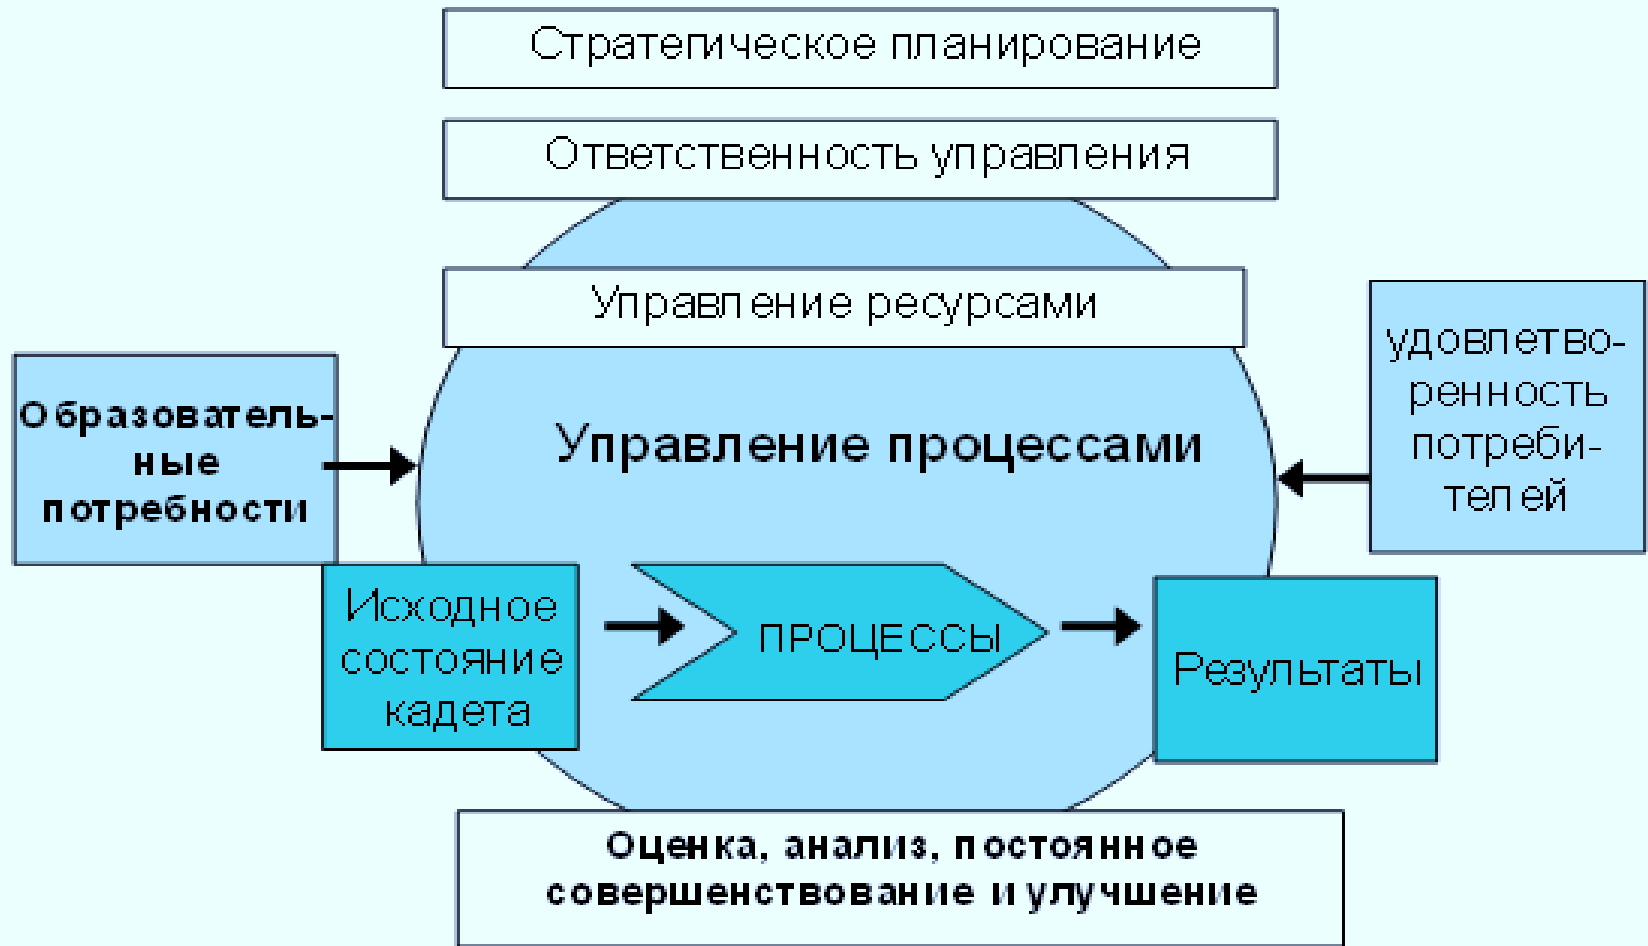 Стратегическое планирование
Ответственность управления
Управление ресурсами
Образователь-
ные
потребности
Управление процессами
удовлетво-
ренность
потреби-
телей
Исходное
состояние
кадета
ПРОЦЕССЫ
Результаты
Оценка, анализ, постоянное
совершенствование и улучшение